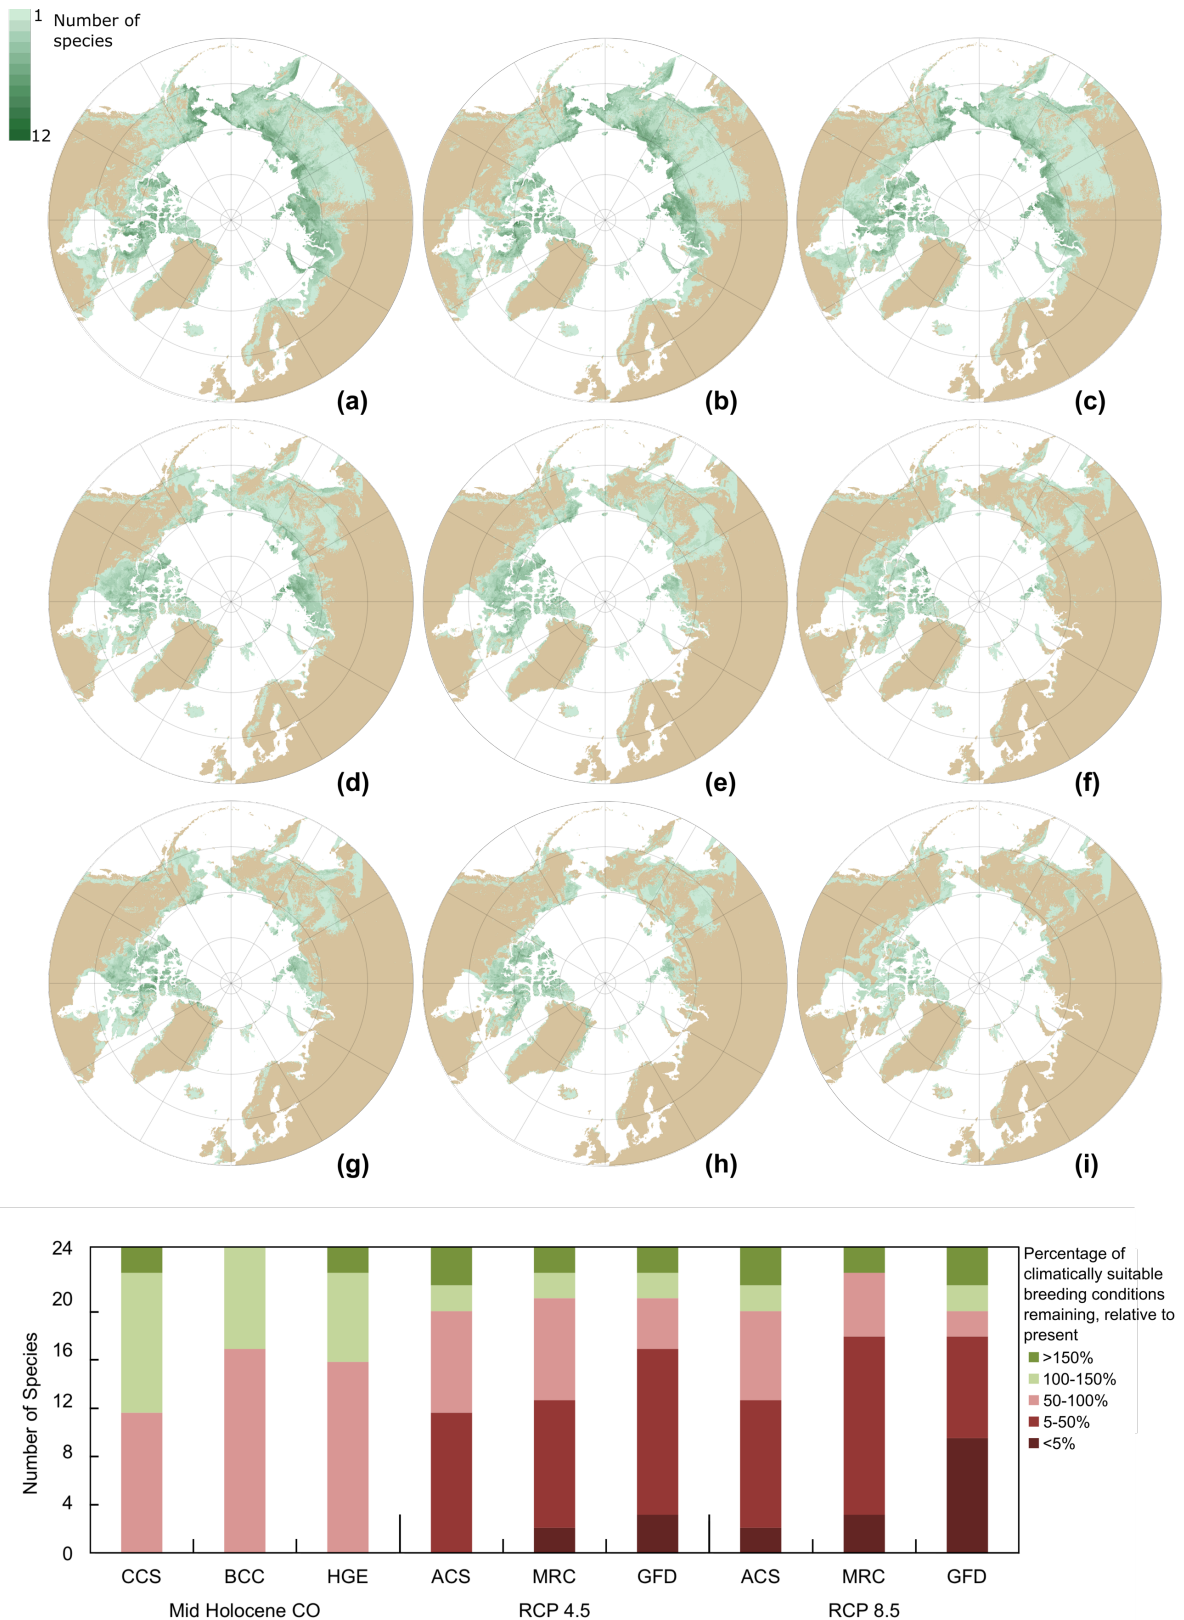 1
Number of
species
12
(a)
(b)
(c)
(d)
(e)
(f)
(g)
(h)
(i)
24
20
16
12
8
4
0
Number of Species
Percentage of
climatically suitable
breeding conditions
remaining, relative to
present
>150%
100-150%
50-100%
5-50%
<5%
CCS BCC HGE ACS MRC GFD ACS MRC GFD
Mid Holocene CO RCP 4.5 RCP 8.5